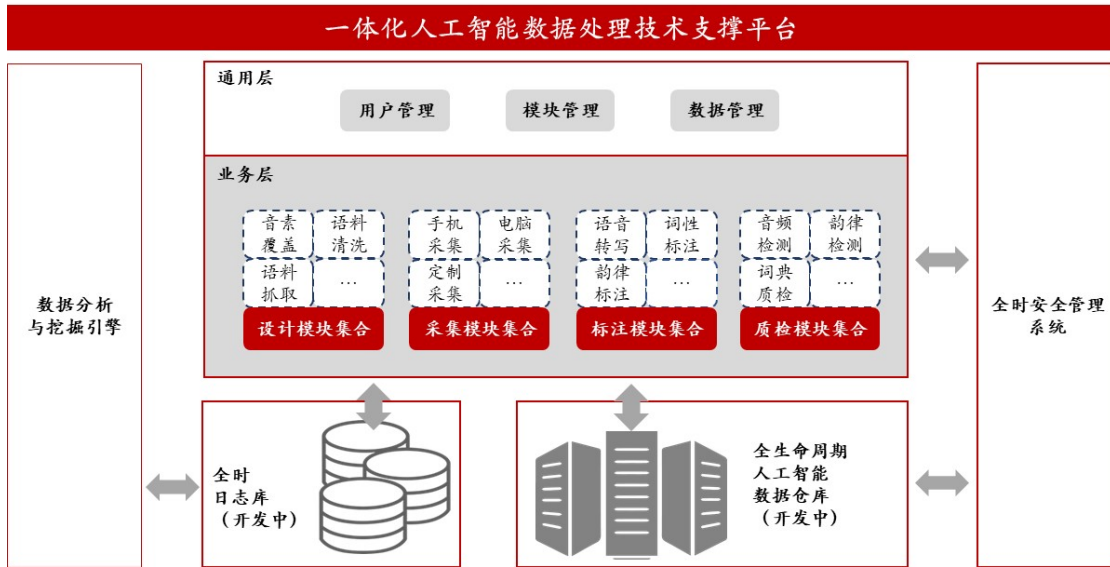 一体化人工智能数据处理技术支撑平台
通用层
用户管理
模块管理
数据管理
业务层
音素
覆盖
语料
清洗
语料
抓取
…
设计模块集合
手机
采集
电脑
采集
定制
采集
…
采集模块集合
语音
转写
词性
标注
韵律
标注
…
标注模块集合
音频
检测
韵律
检测
词典
质检
…
质检模块集合
数据分析
与挖掘引擎
全时安全管理
系统
全时
日志库
（开发中）
全生命周期
人工智能
数据仓库
（开发中）